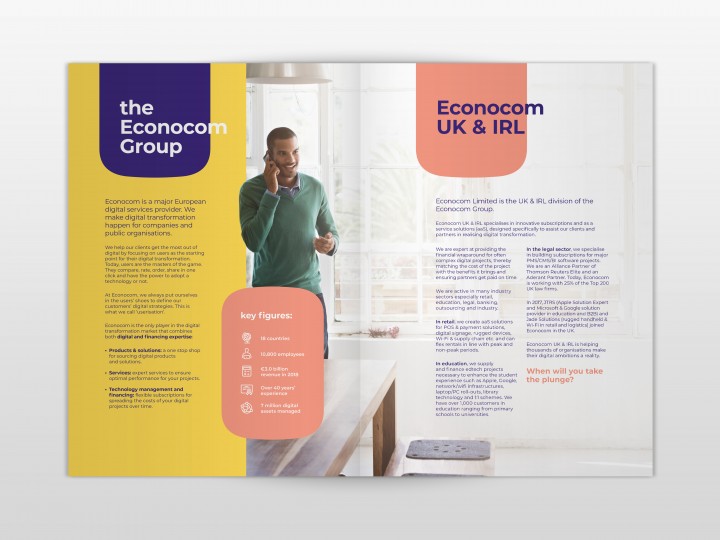 the
Econocom
Group
Econocom is a major European
digital services provider. We
make digital transformation
happen for companies and
public organisations.
We help our clients get the most out of
digital by focusing on users as the starting
point for their digital transformation.
Today, users are the masters of the game.
They compare, rate, order, share in one
click and have the power to adopt a
technology or not.
At Econocom, we always put ourselves
in the users' shoes to define our
customers' digital strategies. This is
what we call 'userisation'.
Econocom is the only player in the digital
transformation market that combines
both digital and financing expertise:
• Products & solutions: a one stop shop
for sourcing digital products
and solutions.
• Services: expert services to ensure
optimal performance for your projects.
• Technology management and
financing: flexible subscriptions for
spreading the costs of your digital
projects over time.
key figures:
18 countries
10,800 employees
€3.0 billion
revenue in 2018
Over 40 years'
experience
7 million digital
assets managed
Econocom
UK & IRL
Econocom Limited is the UK & IRL division of the
Econocom Group.
Econocom UK & IRL specialises in innovative subscriptions and as a
service solutions (aaS), designed specifically to assist our clients and
partners in realising digital transformation.
We are expert at providing the
financial wraparound for often
complex digital projects, thereby
matching the cost of the project
with the benefits it brings and
ensuring partners get paid on time
We are active in many industry
sectors especially retail,
education, legal, banking,
outsourcing and industry.
In retail; we create aaS solutions
for POS & payment solutions,
digital signage, rugged devices,
Wi-Fi & supply chain etc. and can
flex rentals in line with peak and
non-peak periods.
In education, we supply
and finance edtech projects
necessary to enhance the student
experience such as Apple, Google,
network/wifi infrastructures,
laptop/PC roll-outs, library
technology and 1:1 schemes. We
have over 1,000 customers in
education ranging from primary
schools to universities.
In the legal sector, we specialise
in building subscriptions for major
PMS/CMS/IB software projects.
We are an Alliance Partner of
Thomson Reuters Elite and an
Aderant Partner. Today, Econocom
is working with 25% of the Top 200
UK law firms.
In 2017, JTRS (Apple Solution Expert
and Microsoft & Google solution
provider in education and B2B) and
Jade Solutions (rugged handheld &
Wi-Fi in retail and logistics) joined
Econocom in the UK.
Econocom UK & IRL is helping
thousands of organisations make
their digital emotions a reality.
When will you take
the plunge?